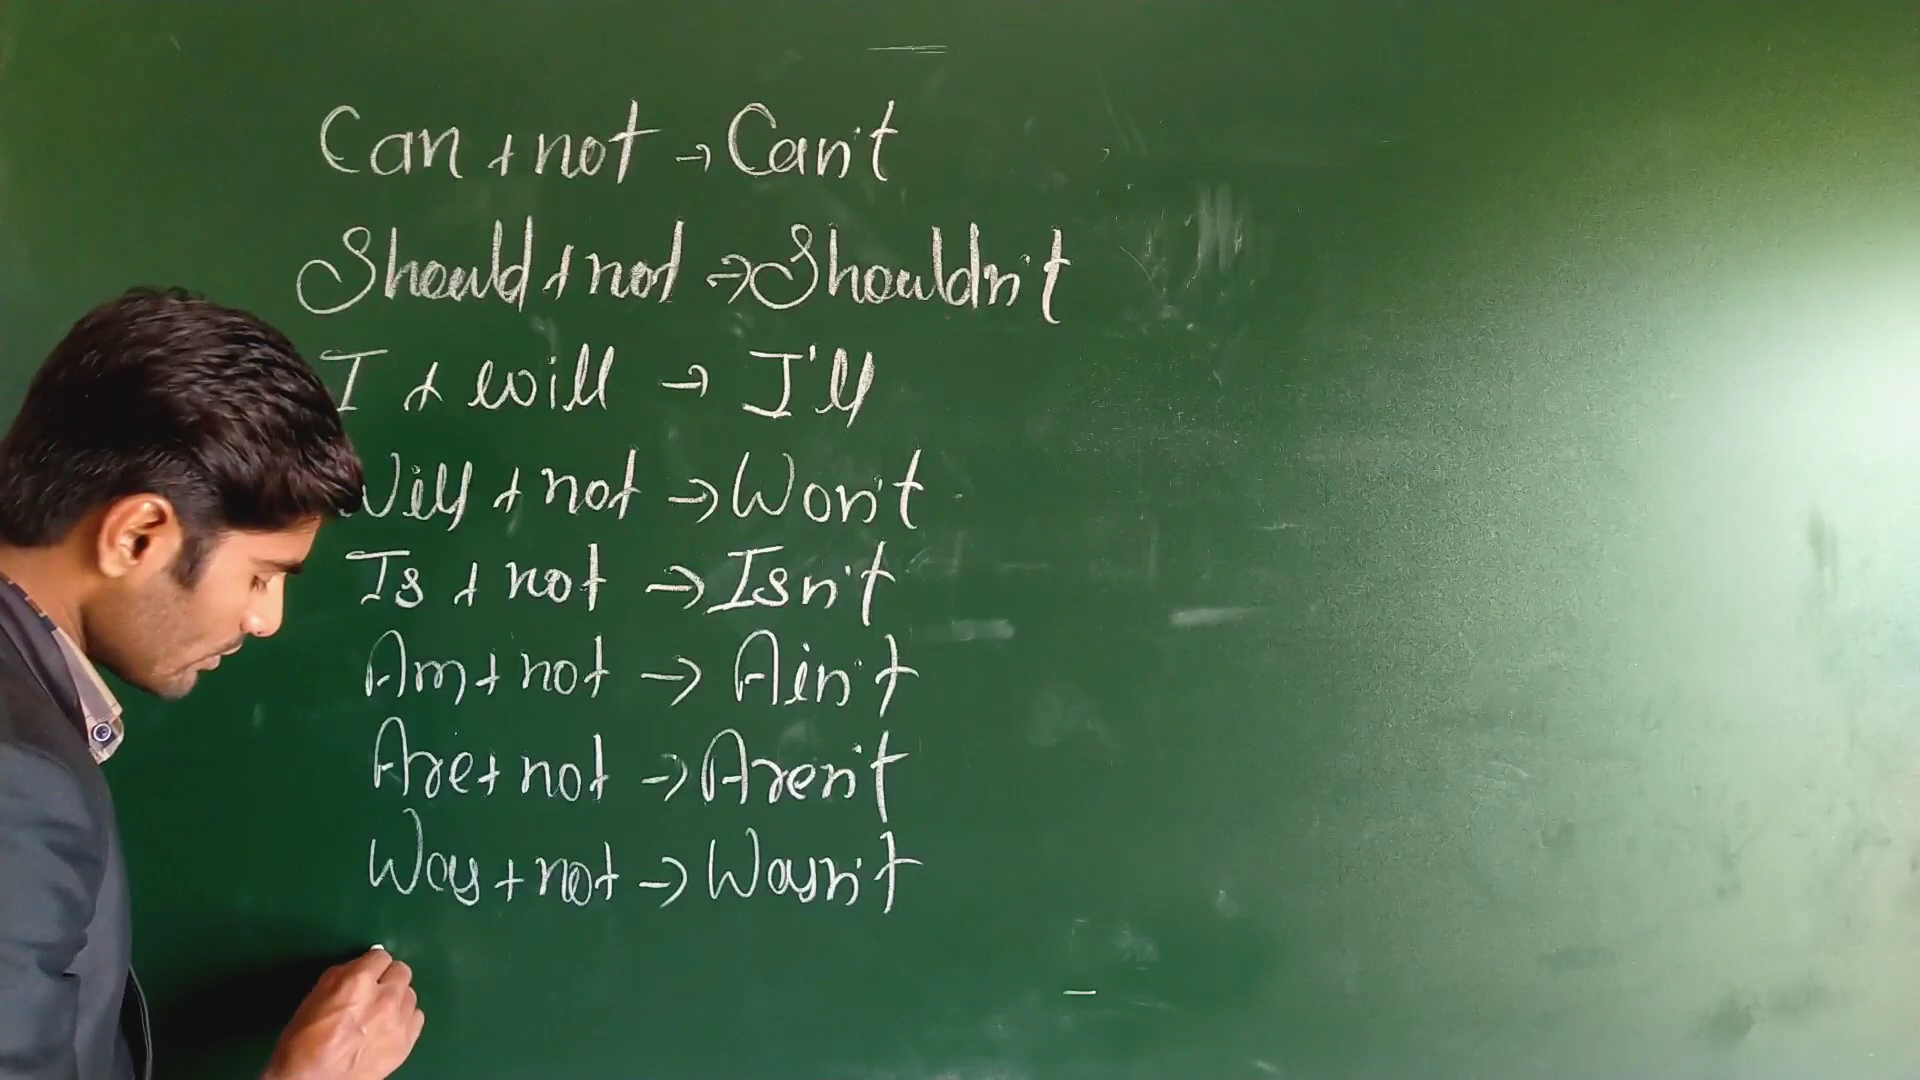 Can + not → Can't
Should + not → Shouldn't
I + will → I'll
Will + not → Won't
Is + not → Isn't
Am + not → Ain't
Are + not → Aren't
Was + not → Wasn't